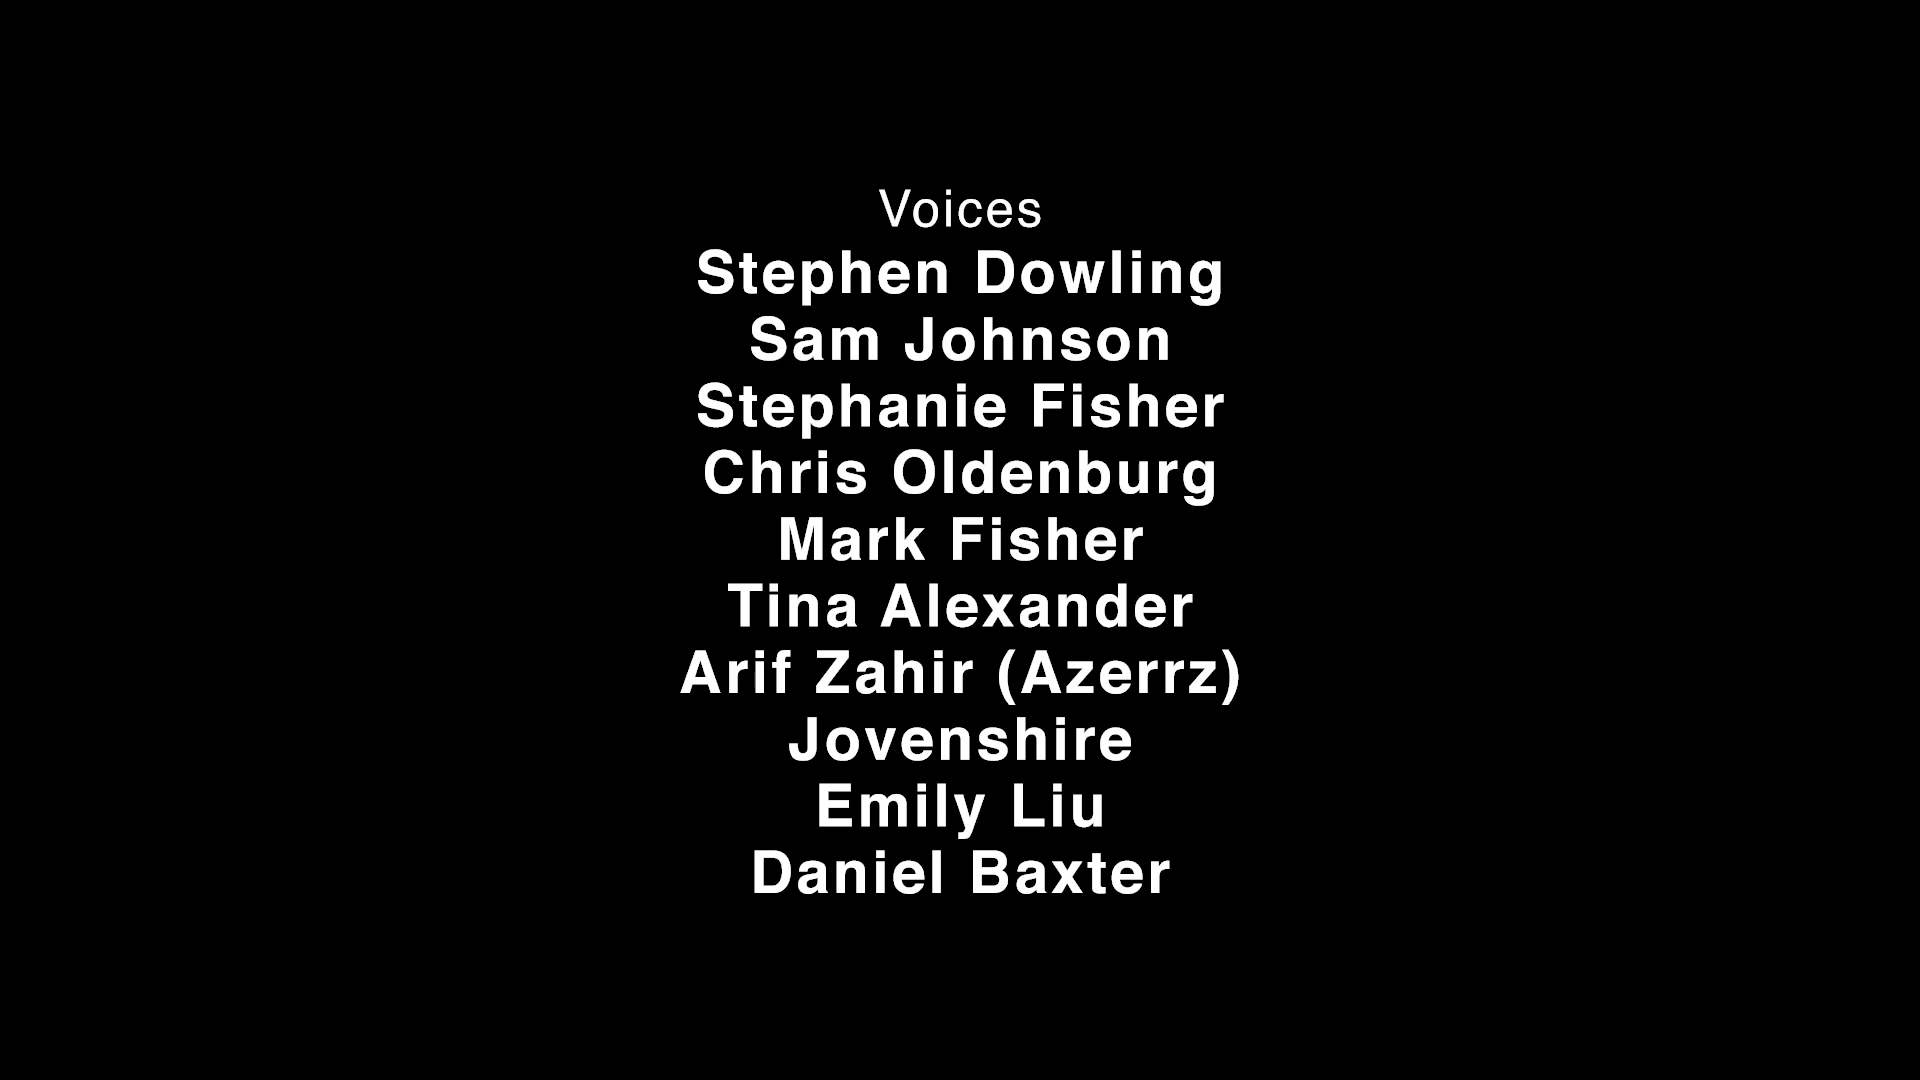 Voices
Stephen Dowling
Sam Johnson
Stephanie Fisher
Chris Oldenburg
Mark Fisher
Tina Alexander
Arif Zahir (Azerrz)
Jovenshire
Emily Liu
Daniel Baxter